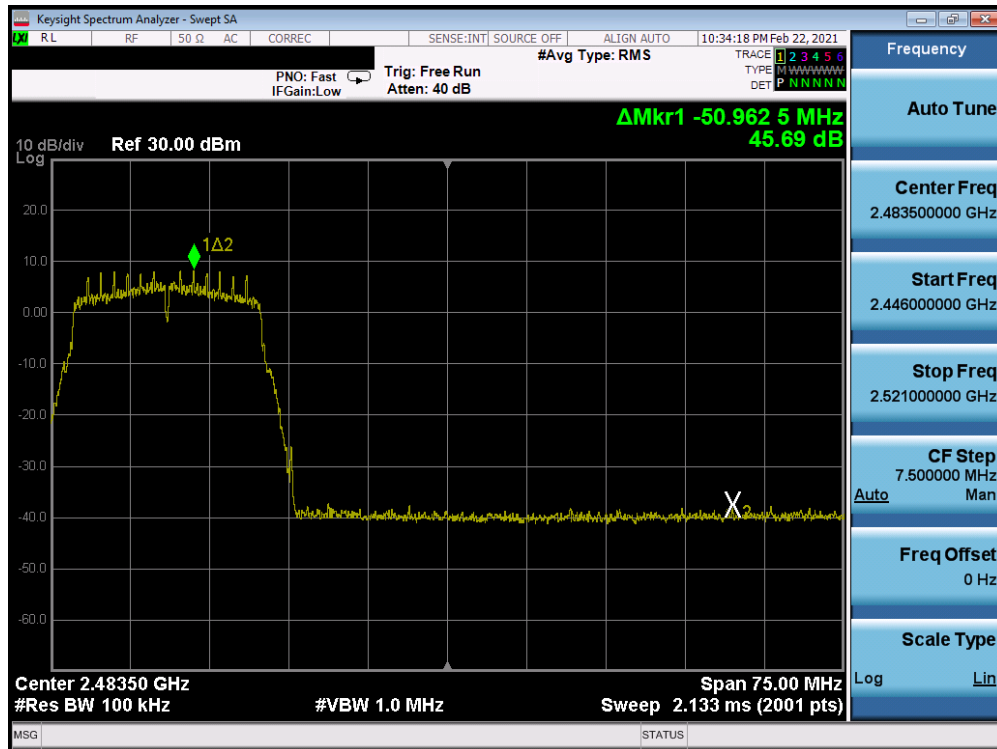 Keysight Spectrum Analyzer - Swept SA
LXI RL RF 50 Ω AC CORREC SENSE:INT SOURCE OFF ALIGN AUTO 10:34:18 PM Feb 22, 2021
#Avg Type: RMS TRACE 1 2 3 4 5 6
PNO: Fast Trig: Free Run TYPE M WWWWW
IFGain:Low Atten: 40 dB DET P N N N N N
ΔMkr1 -50.962 5 MHz
45.69 dB
10 dB/div Ref 30.00 dBm
Log
20.0
1Δ2
10.0
0.00
-10.0
-20.0
-30.0
-40.0
X2
-50.0
-60.0
Center 2.48350 GHz Span 75.00 MHz
#Res BW 100 kHz #VBW 1.0 MHz Sweep 2.133 ms (2001 pts)
MSG STATUS
Frequency
Auto Tune
Center Freq
2.483500000 GHz
Start Freq
2.446000000 GHz
Stop Freq
2.521000000 GHz
CF Step
7.500000 MHz
Auto Man
Freq Offset
0 Hz
Scale Type
Log Lin